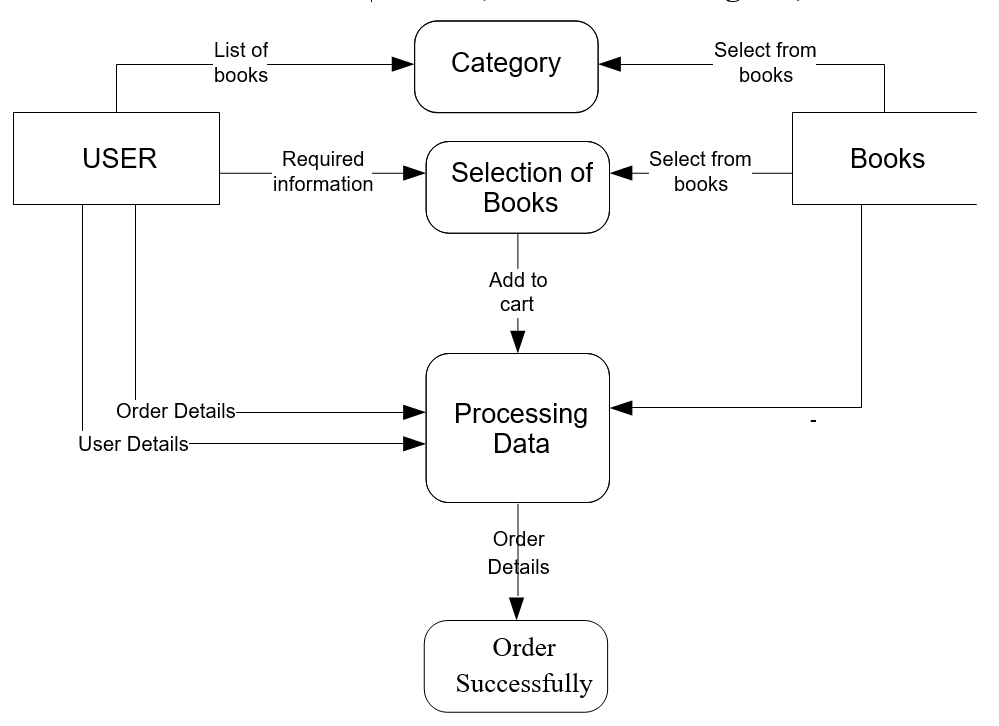 List of
books
Category
Select from
books
USER
Required
information
Selection of
Books
Select from
books
Books
Add to
cart
Order Details
User Details
Processing
Data
-
Order
Details
Order
Successfully